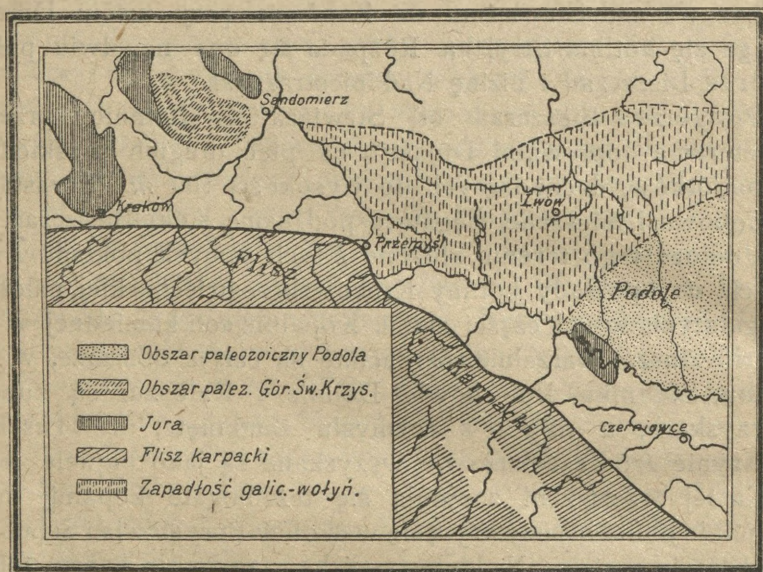 Sandomierz
Kraków
Lwów
Przemyśl
Flisz
Podole
Karpacki
Czerniowce
Obszar paleozoiczny Podola
Obszar palez. Gór Św. Krzys.
Jura
Flisz karpacki
Zapadłość galic.-wołyń.